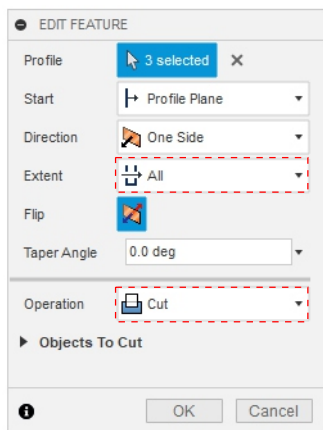 EDIT FEATURE
Profile 3 selected
Start Profile Plane
Direction One Side
Extent All
Flip
Taper Angle 0.0 deg
Operation Cut
Objects To Cut
OK Cancel